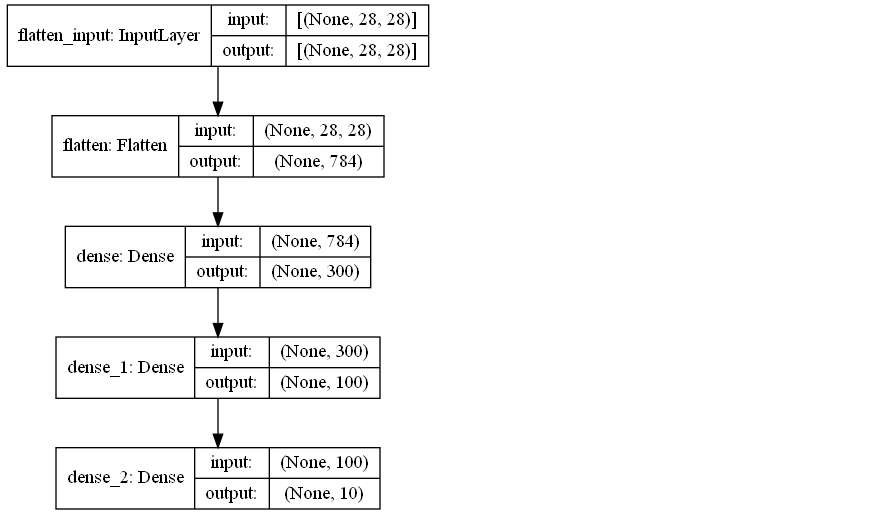 flatten_input: InputLayer
input: [(None, 28, 28)]
output: [(None, 28, 28)]
flatten: Flatten
input: (None, 28, 28)
output: (None, 784)
dense: Dense
input: (None, 784)
output: (None, 300)
dense_1: Dense
input: (None, 300)
output: (None, 100)
dense_2: Dense
input: (None, 100)
output: (None, 10)